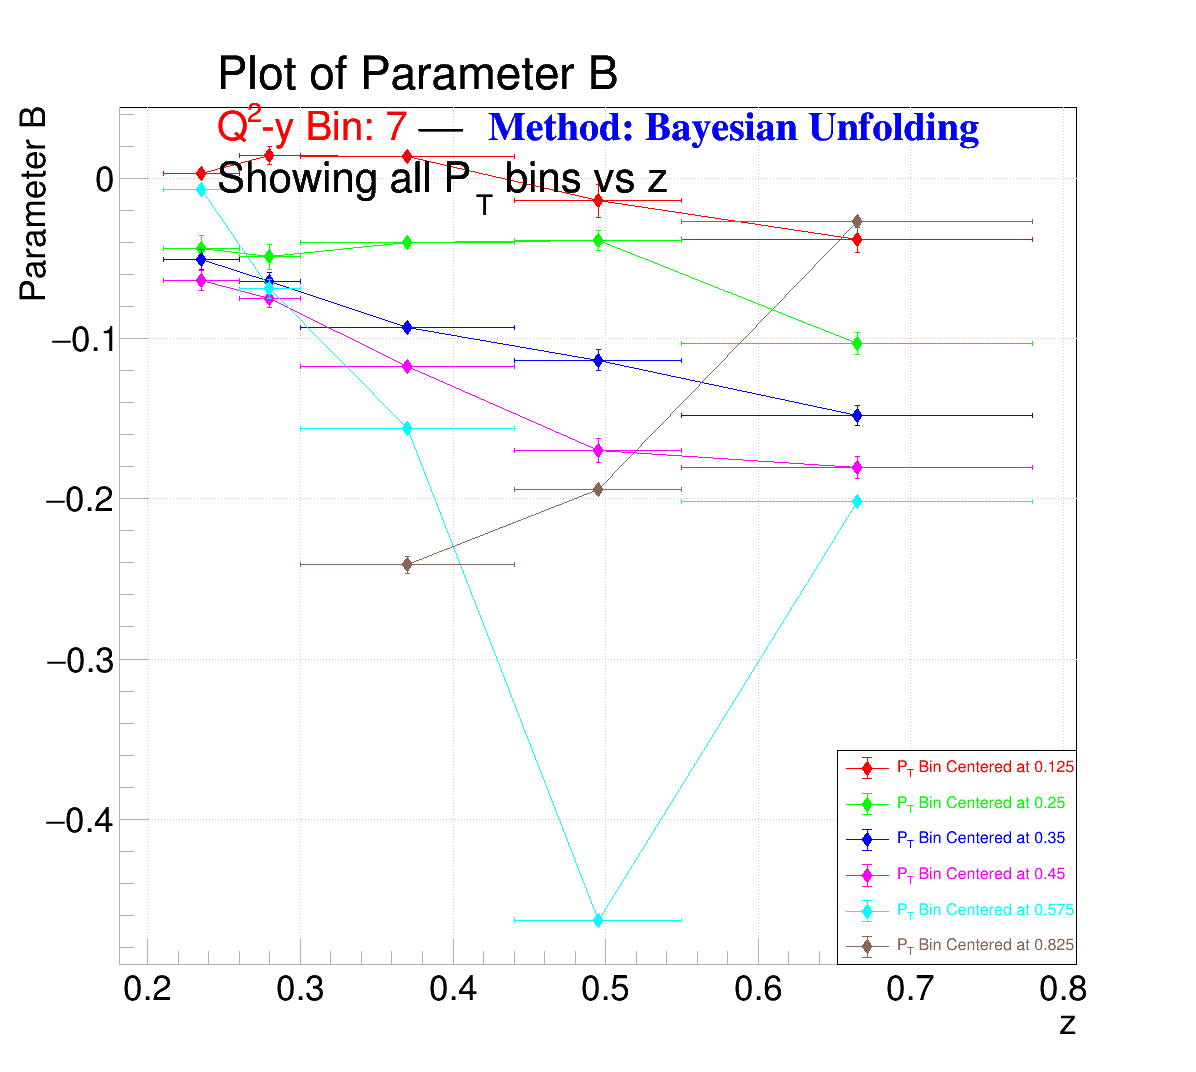 Plot of Parameter B
Q2-y Bin: 7 — Method: Bayesian Unfolding
Showing all PT bins vs z
Parameter B
0
−0.1
−0.2
−0.3
−0.4
PT Bin Centered at 0.125
PT Bin Centered at 0.25
PT Bin Centered at 0.35
PT Bin Centered at 0.45
PT Bin Centered at 0.575
PT Bin Centered at 0.825
0.2 0.3 0.4 0.5 0.6 0.7 0.8
z